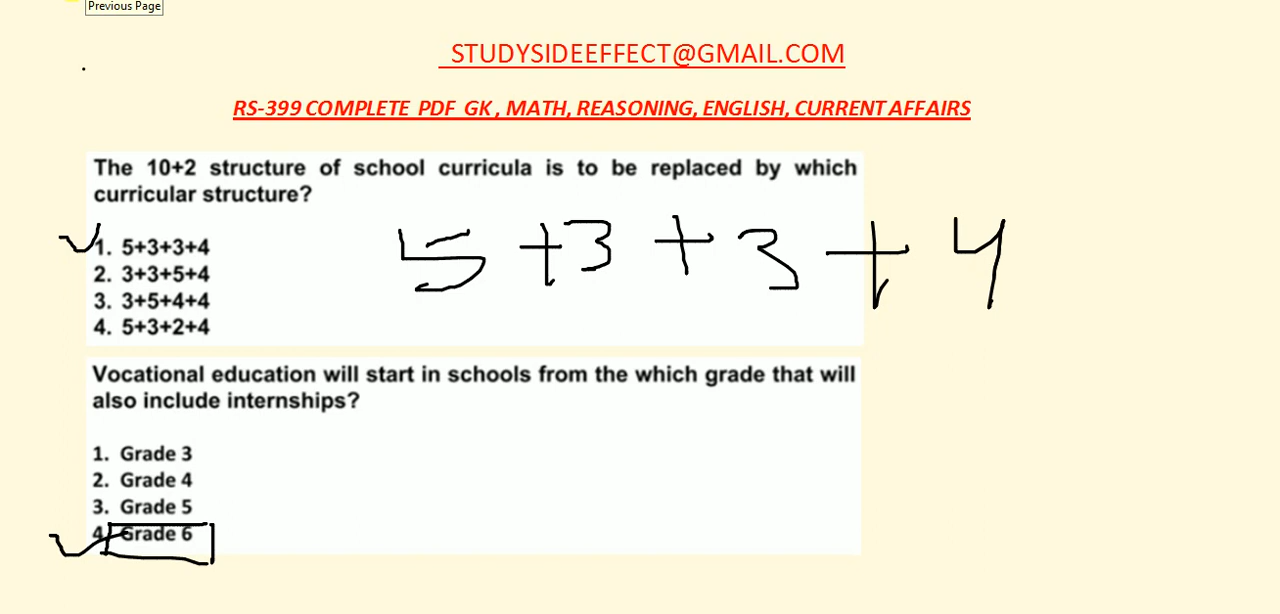 Previous Page
STUDYSIDEEFFECT@GMAIL.COM
RS-399 COMPLETE PDF GK , MATH, REASONING, ENGLISH, CURRENT AFFAIRS
The 10+2 structure of school curricula is to be replaced by which
curricular structure?
1. 5+3+3+4
2. 3+3+5+4
3. 3+5+4+4
4. 5+3+2+4
5 +3 + 3 + 4
Vocational education will start in schools from the which grade that will
also include internships?
1. Grade 3
2. Grade 4
3. Grade 5
4. Grade 6